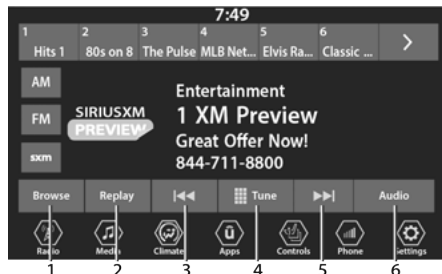 7:49
1 2 3 4 5 6
Hits 1 80s on 8 The Pulse MLB Net... Elvis Ra... Classic ...
AM
FM
sxm
SIRIUSXM
PREVIEW
Entertainment
1 XM Preview
Great Offer Now!
844-711-8800
Browse Replay Tune Audio
Radio Media Climate Apps Controls Phone Settings
1 2 3 4 5 6